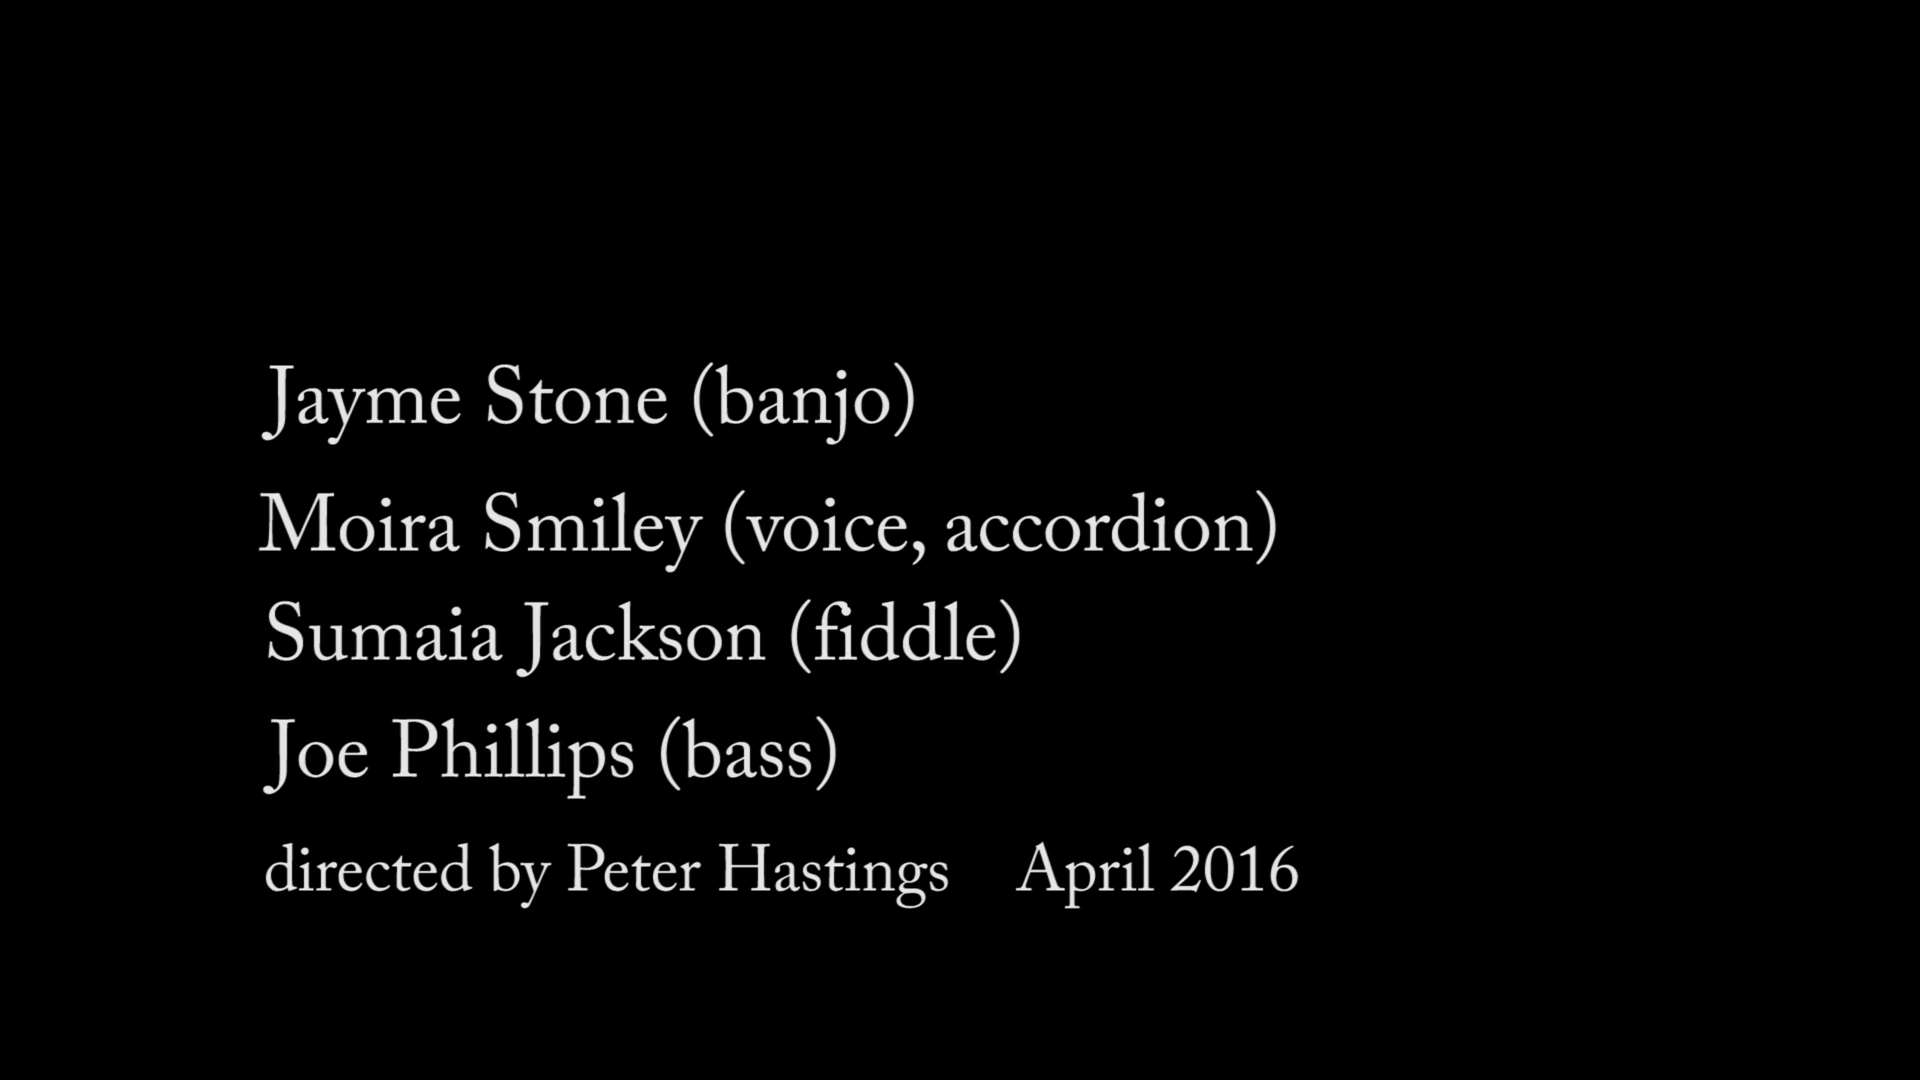 Jayme Stone (banjo)
Moira Smiley (voice, accordion)
Sumaia Jackson (fiddle)
Joe Phillips (bass)
directed by Peter Hastings April 2016